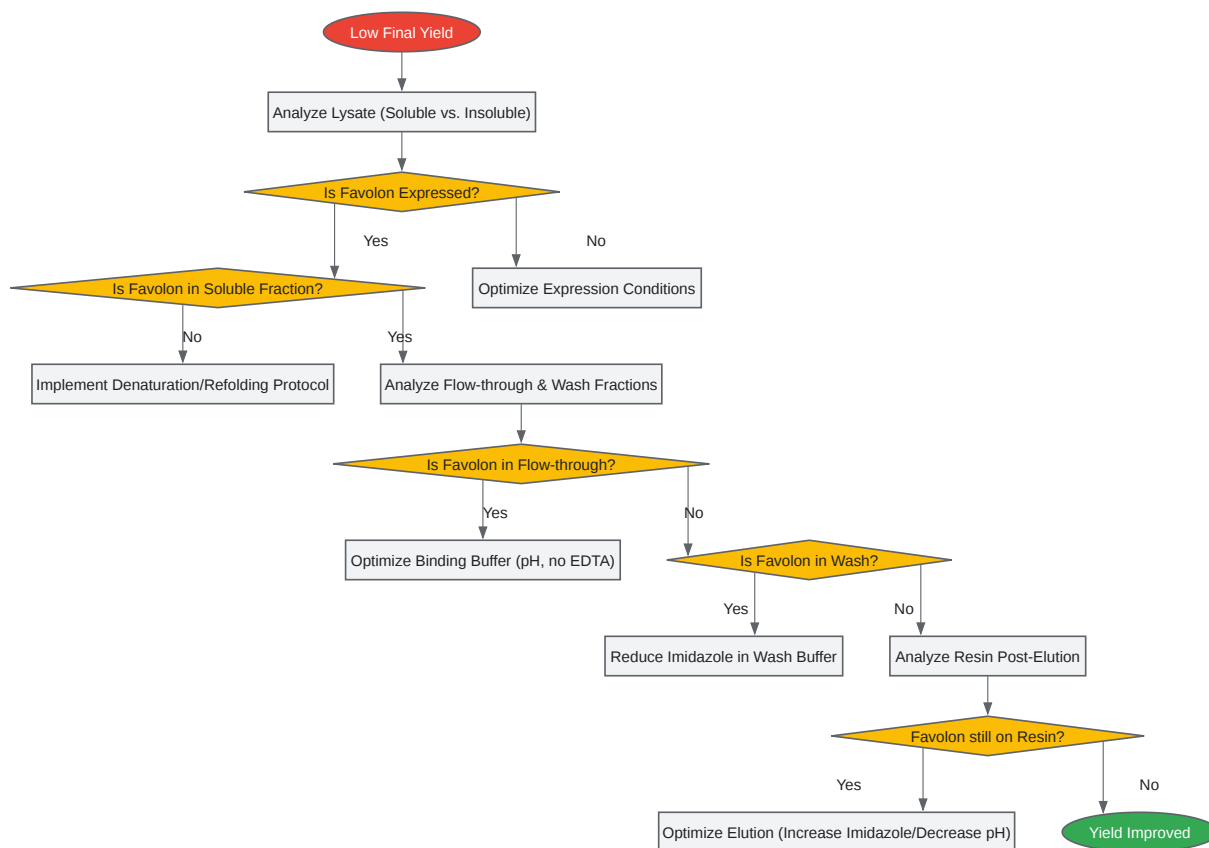 Low Final Yield
Analyze Lysate (Soluble vs. Insoluble)
Is Favolon Expressed?
Yes
No
Is Favolon in Soluble Fraction?
Optimize Expression Conditions
No
Yes
Implement Denaturation/Refolding Protocol
Analyze Flow-through & Wash Fractions
Is Favolon in Flow-through?
Yes
No
Optimize Binding Buffer (pH, no EDTA)
Is Favolon in Wash?
Yes
No
Reduce Imidazole in Wash Buffer
Analyze Resin Post-Elution
Favolon still on Resin?
Yes
No
Optimize Elution (Increase Imidazole/Decrease pH)
Yield Improved